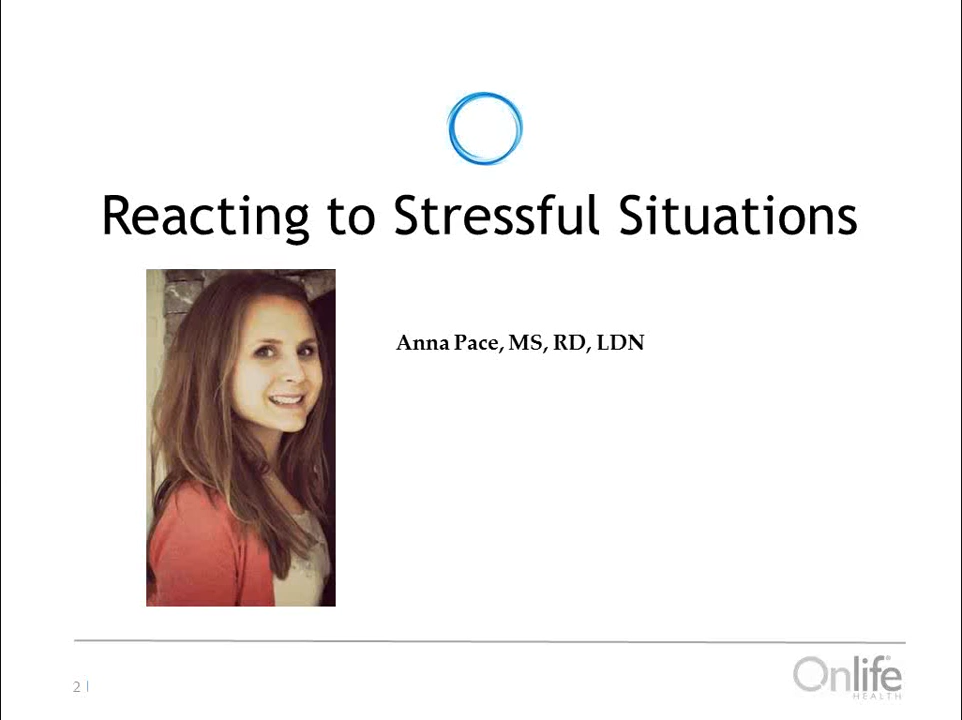 Reacting to Stressful Situations
Anna Pace, MS, RD, LDN
2 |
Onlife
HEALTH